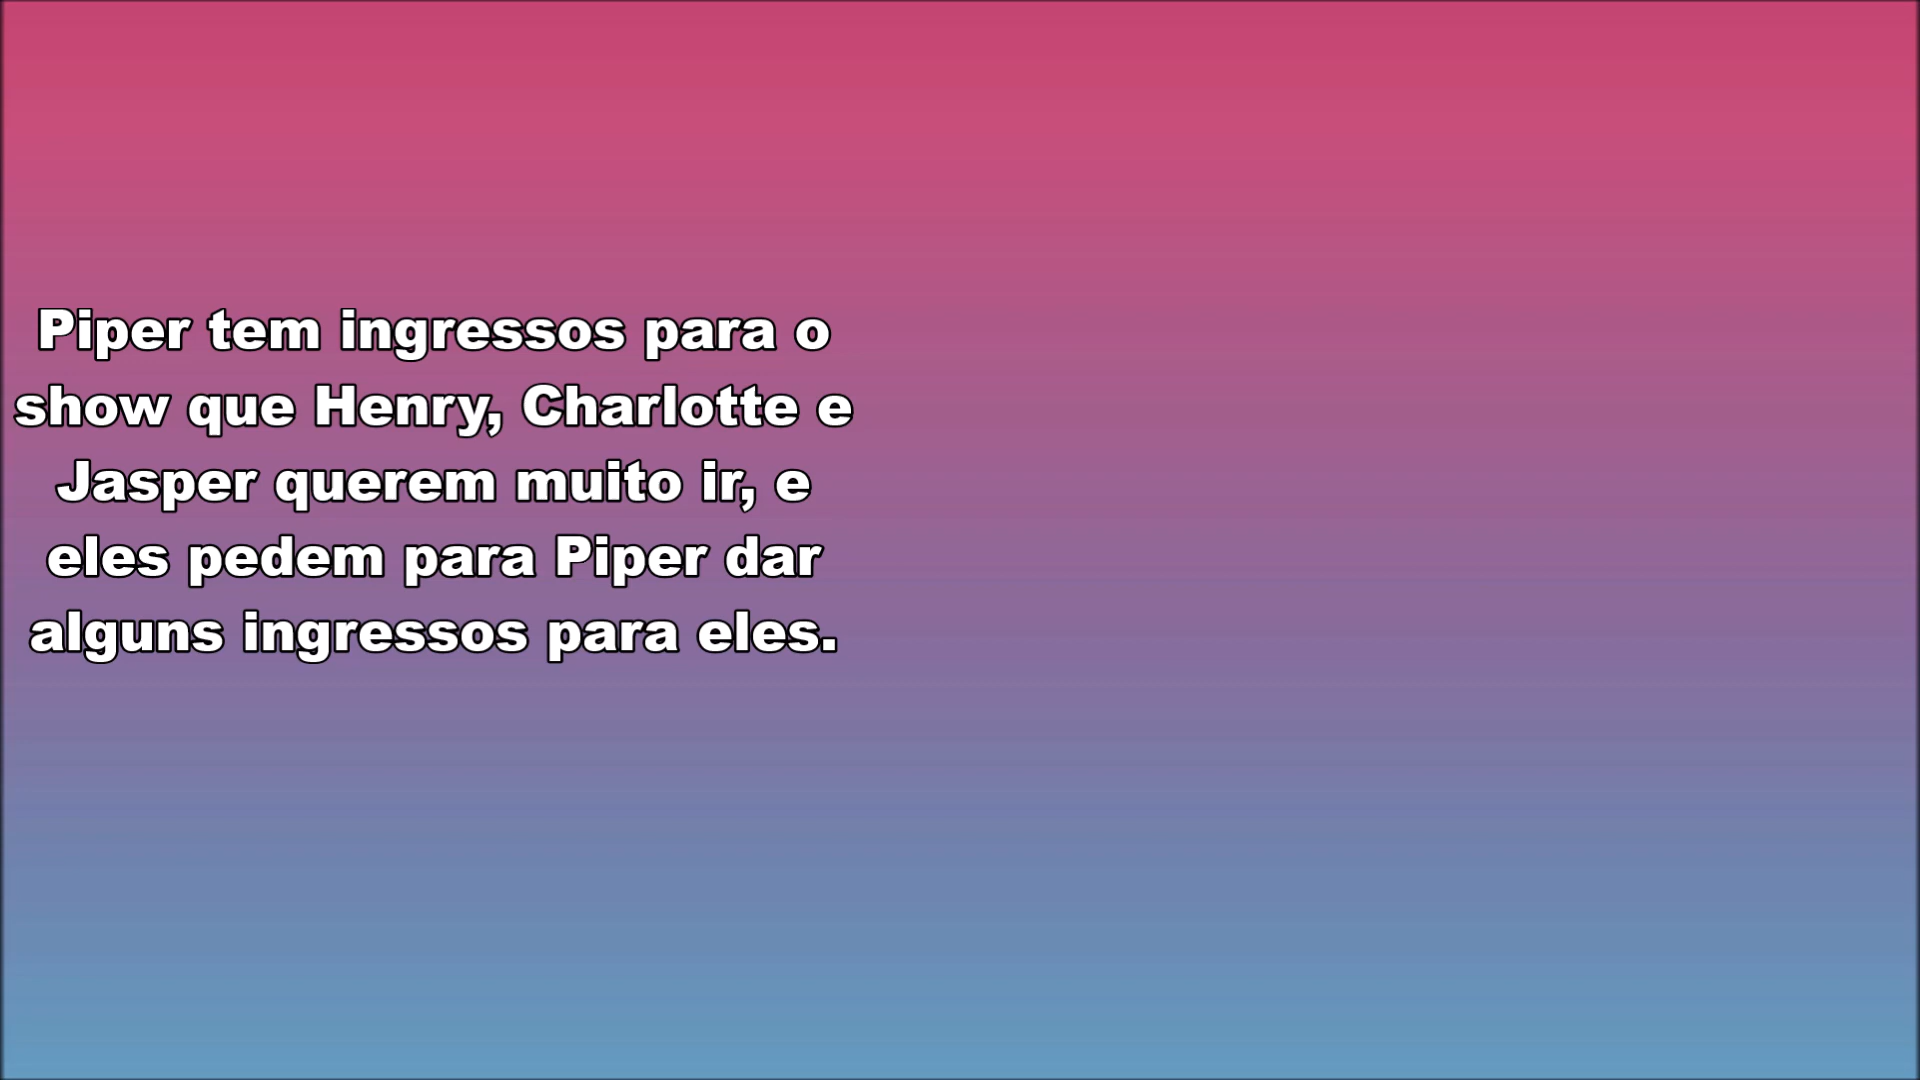 Piper tem ingressos para o
show que Henry, Charlotte e
Jasper querem muito ir, e
eles pedem para Piper dar
alguns ingressos para eles.